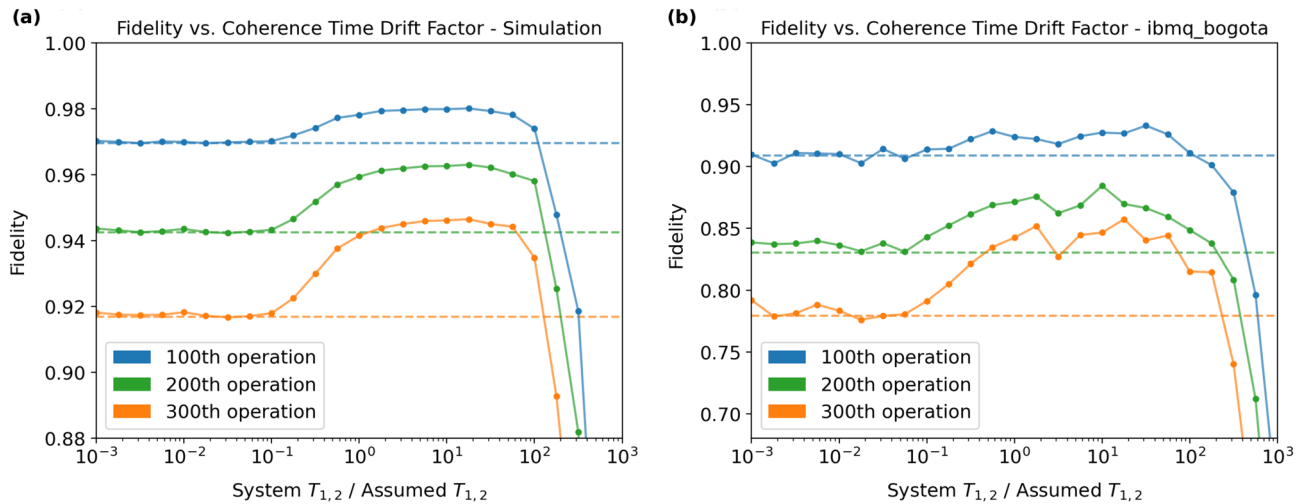 (a)
Fidelity vs. Coherence Time Drift Factor - Simulation
1.00
0.98
0.96
0.94
0.92
0.90
0.88
Fidelity
100th operation
200th operation
300th operation
10⁻³ 10⁻² 10⁻¹ 10⁰ 10¹ 10² 10³
System T₁,₂ / Assumed T₁,₂
(b)
Fidelity vs. Coherence Time Drift Factor - ibmq_bogota
1.00
0.95
0.90
0.85
0.80
0.75
0.70
Fidelity
100th operation
200th operation
300th operation
10⁻³ 10⁻² 10⁻¹ 10⁰ 10¹ 10² 10³
System T₁,₂ / Assumed T₁,₂